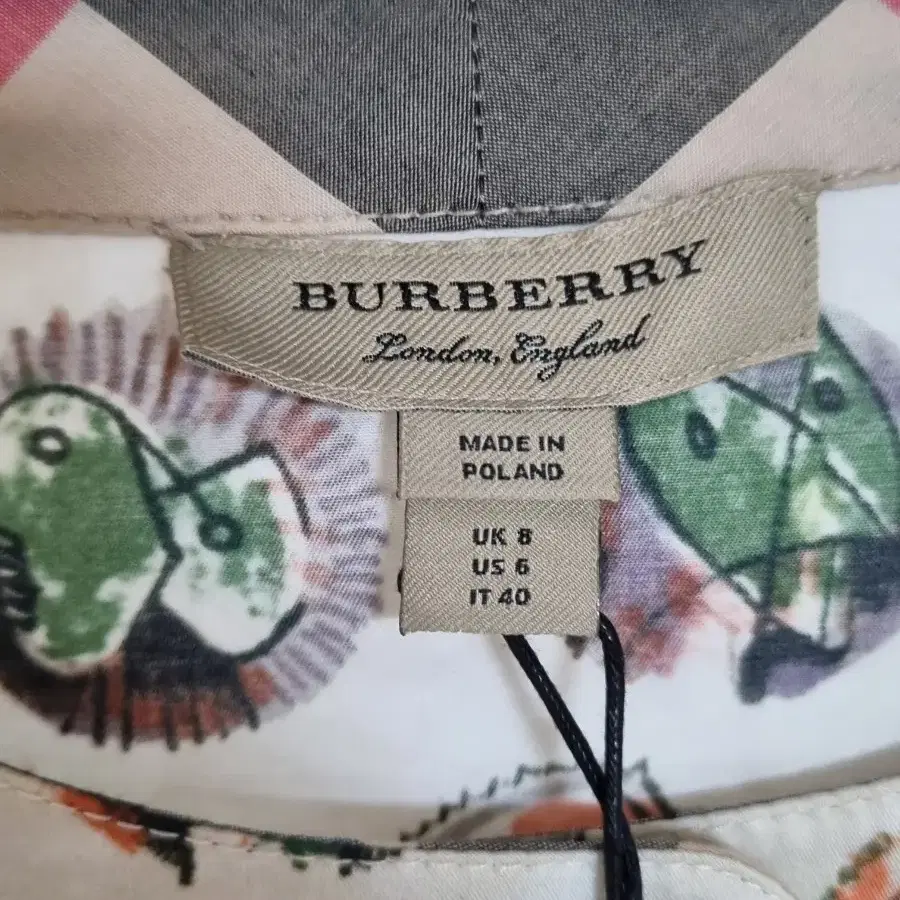 BURBERRY
London, England
MADE IN
POLAND
UK 8
US 6
IT 40